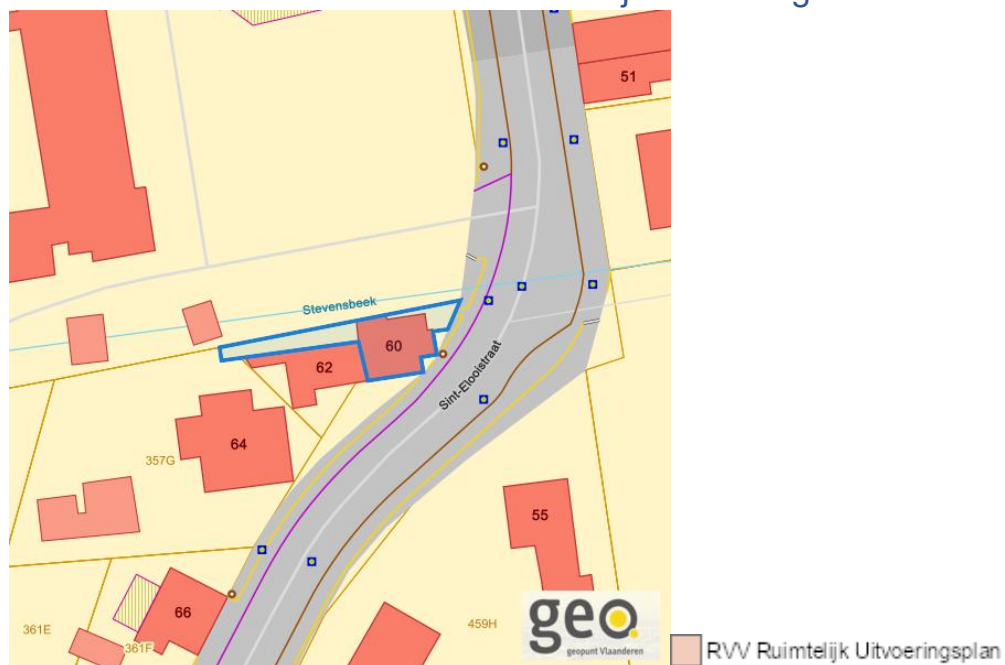 51
Stevensbeek
60
62
Sint-Elooistraat
64
357G
55
66
459H
361E
361F
geo
geopunt Vlaanderen
RVV Ruimtelijk Uitvoeringsplan